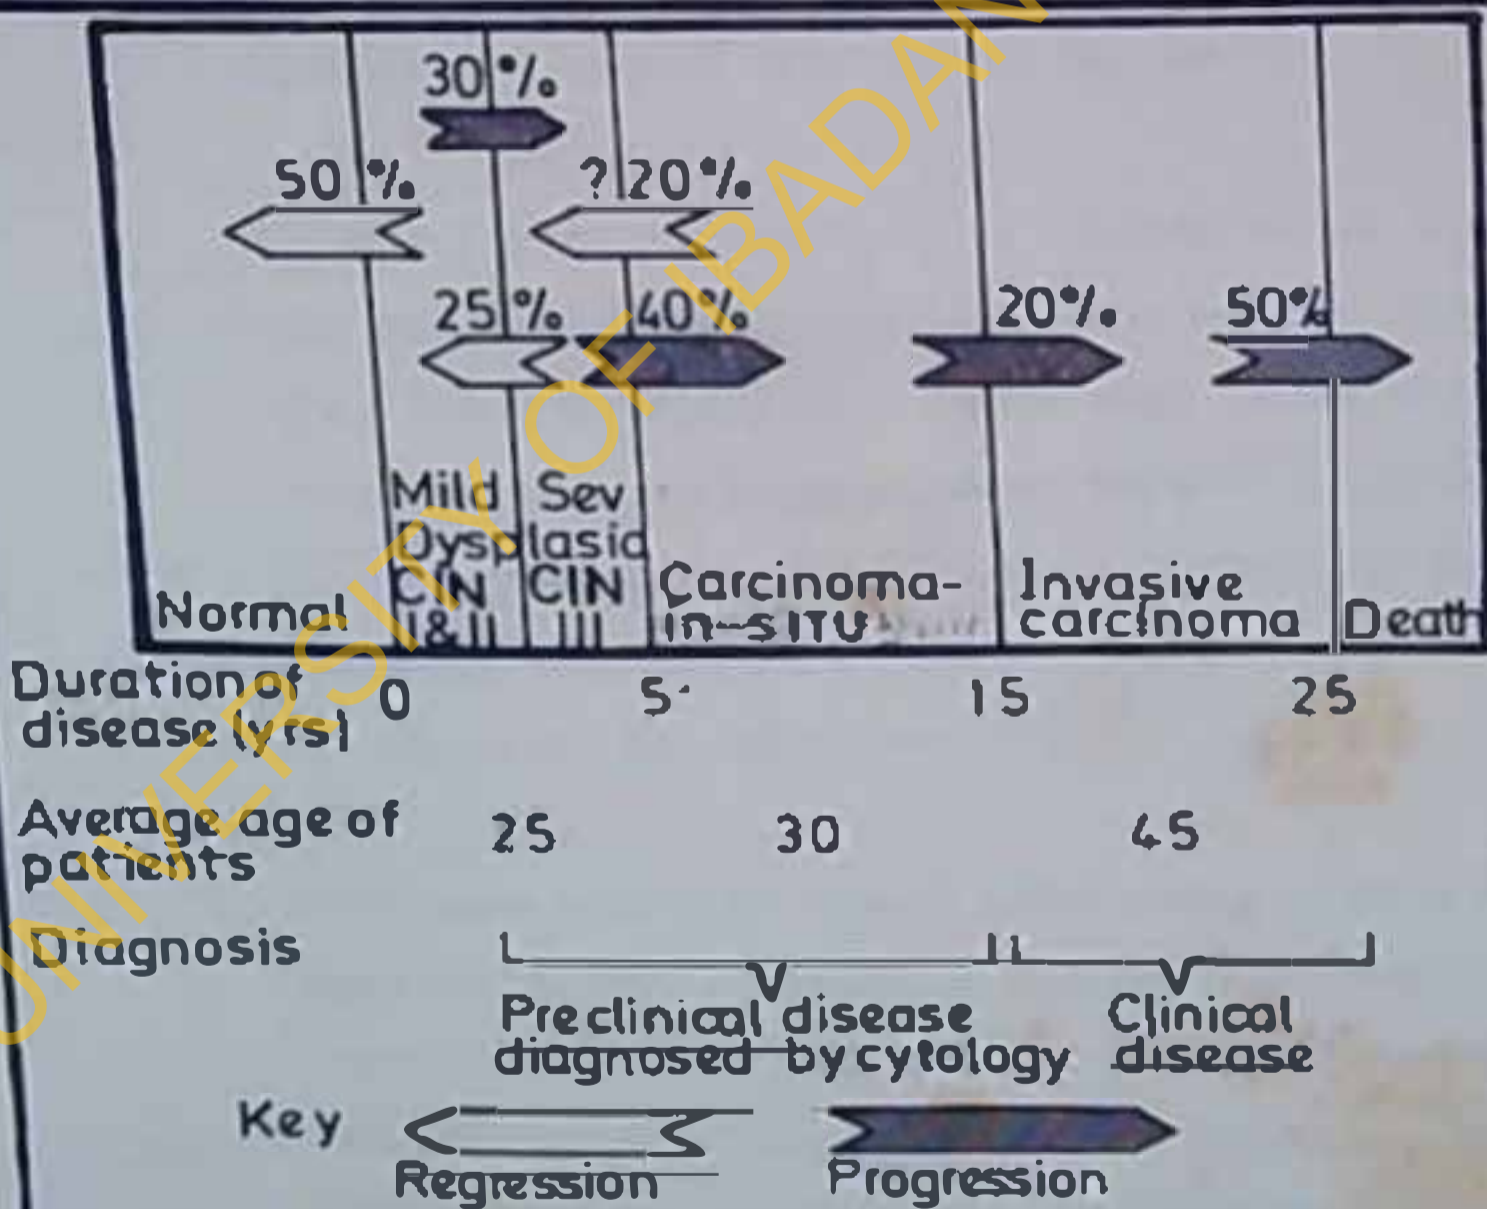 30 %
50 % ? 20 %
25 % 40% 20% 50%
Mild Sev
Dysplasia
CIN CIN Carcinoma- Invasive
Normal I & II III in-SITU carcinoma Death
Duration of 0 5 15 25
disease (yrs)
Average age of 25 30 45
patients
Diagnosis
Preclinical disease Clinical
diagnosed by cytology disease
Key
Regression Progression
UNIVERSITY OF IBADAN